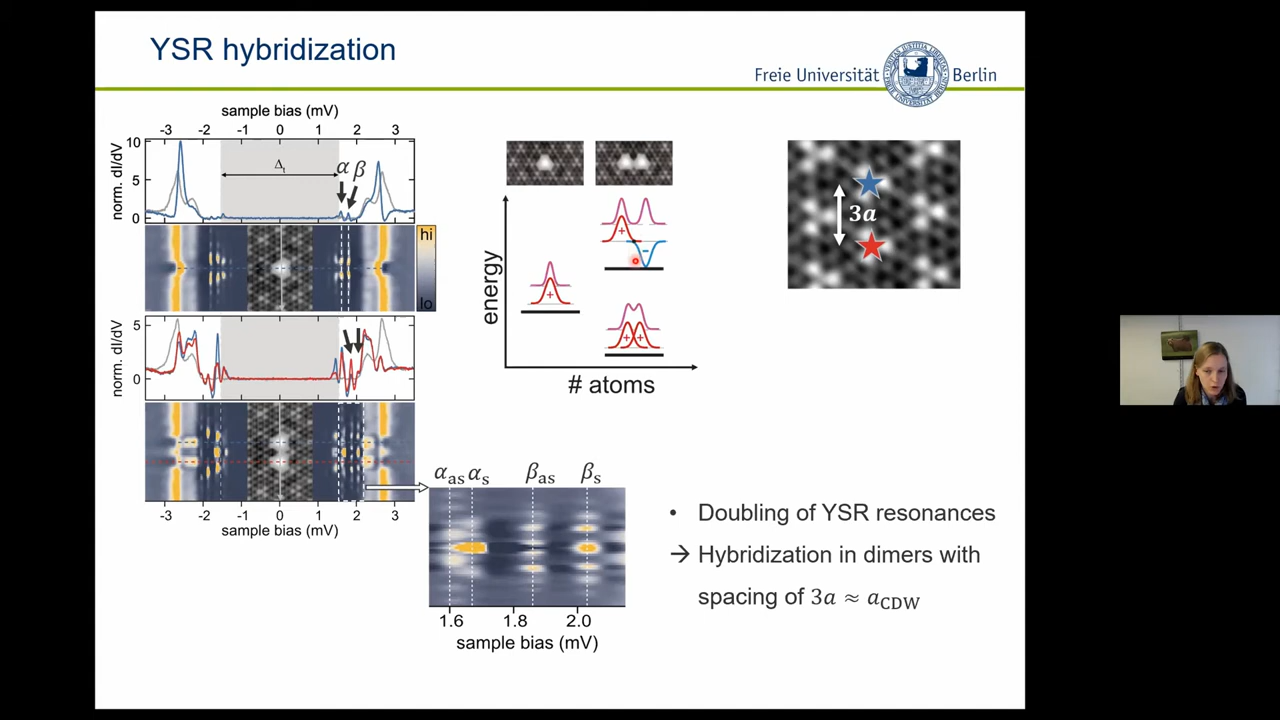 YSR hybridization
Freie Universität Berlin
sample bias (mV)
-3 -2 -1 0 1 2 3
norm. dI/dV
10
5
0
Δt
α β
hi
lo
norm. dI/dV
5
0
-3 -2 -1 0 1 2 3
sample bias (mV)
energy
+
+
-
+ +
# atoms
3a
αas αs βas βs
1.6 1.8 2.0
sample bias (mV)
• Doubling of YSR resonances
→ Hybridization in dimers with
spacing of 3a ≈ aCDW